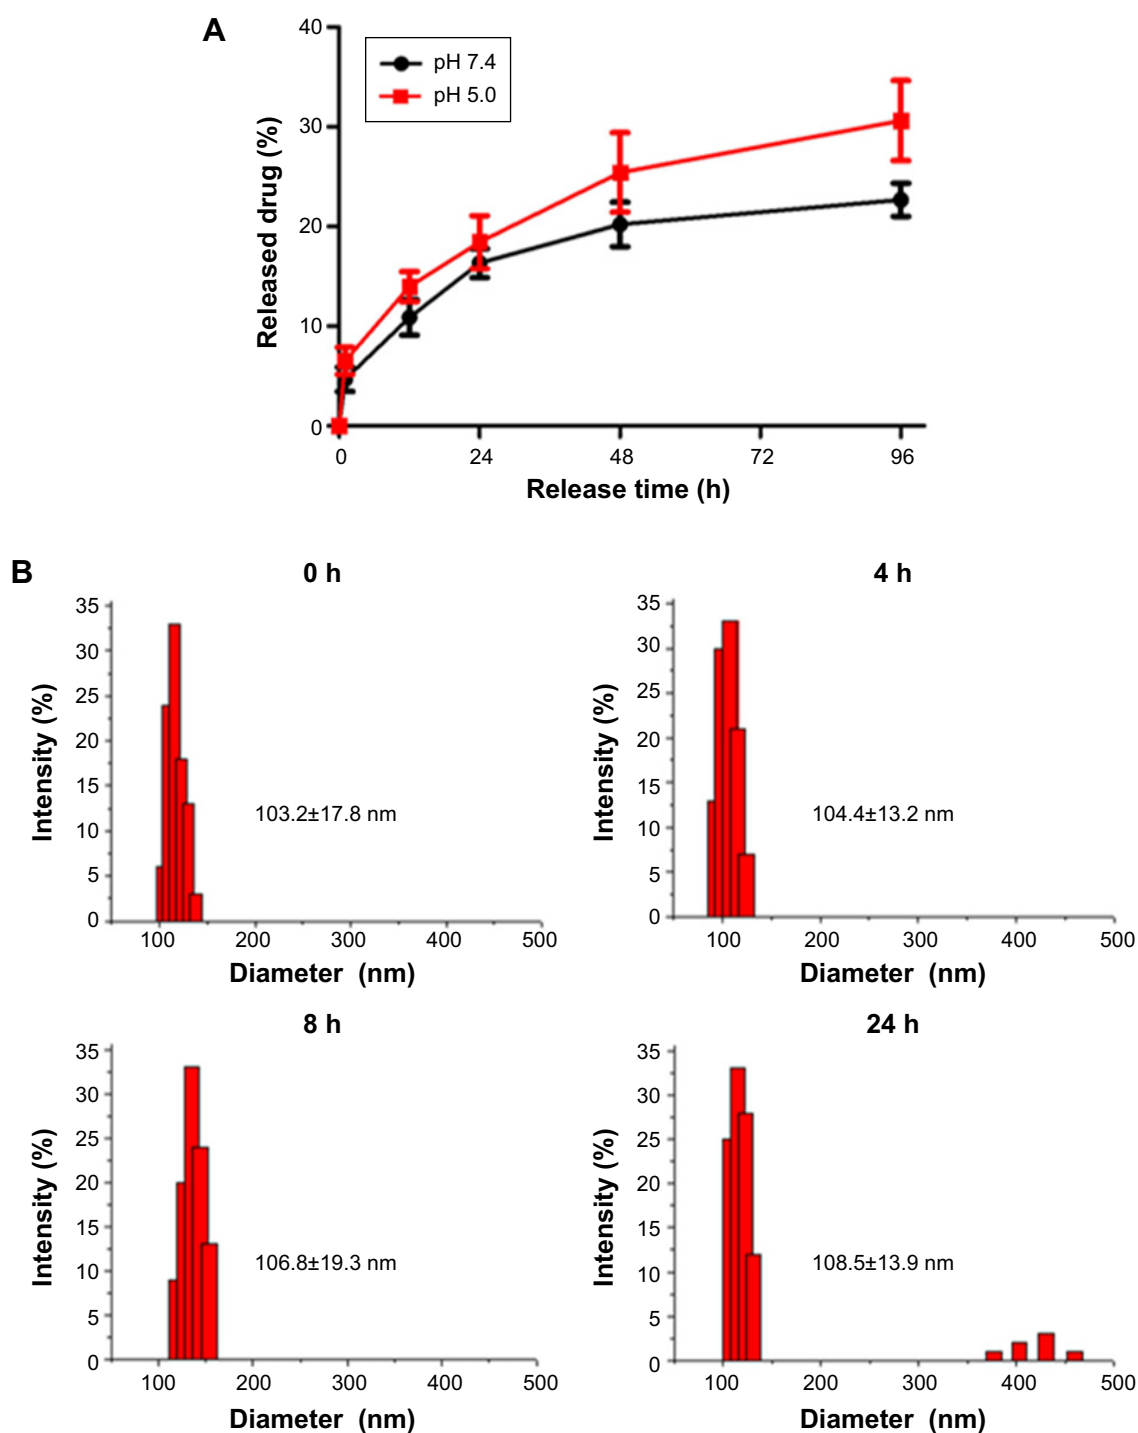 A
40
30
20
10
0
Released drug (%)
pH 7.4
pH 5.0
0 24 48 72 96
Release time (h)
B
0 h
35
30
25
20
15
10
5
0
Intensity (%)
103.2±17.8 nm
100 200 300 400 500
Diameter (nm)
4 h
35
30
25
20
15
10
5
0
Intensity (%)
104.4±13.2 nm
100 200 300 400 500
Diameter (nm)
8 h
35
30
25
20
15
10
5
0
Intensity (%)
106.8±19.3 nm
100 200 300 400 500
Diameter (nm)
24 h
35
30
25
20
15
10
5
0
Intensity (%)
108.5±13.9 nm
100 200 300 400 500
Diameter (nm)